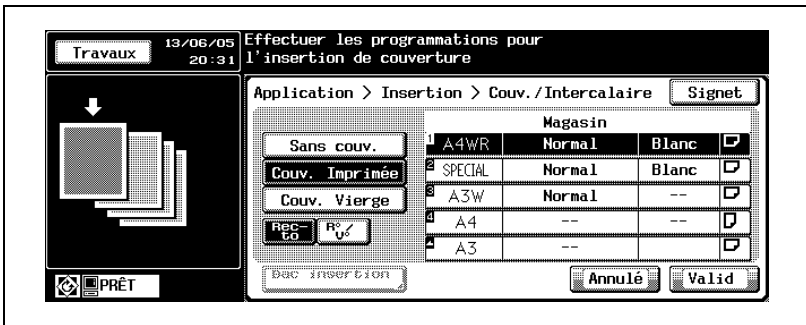 Travaux
13/06/05
20:31
Effectuer les programmations pour
l'insertion de couverture
Application > Insertion > Couv./Intercalaire
Signet
Magasin
Sans couv.
Couv. Imprimée
Couv. Vierge
Rec-
to
R°/
V°
1 A4WR Normal Blanc
2 SPECIAL Normal Blanc
3 A3W Normal --
4 A4 -- --
A3 --
Bac insertion
Annulé
Valid
PRÊT